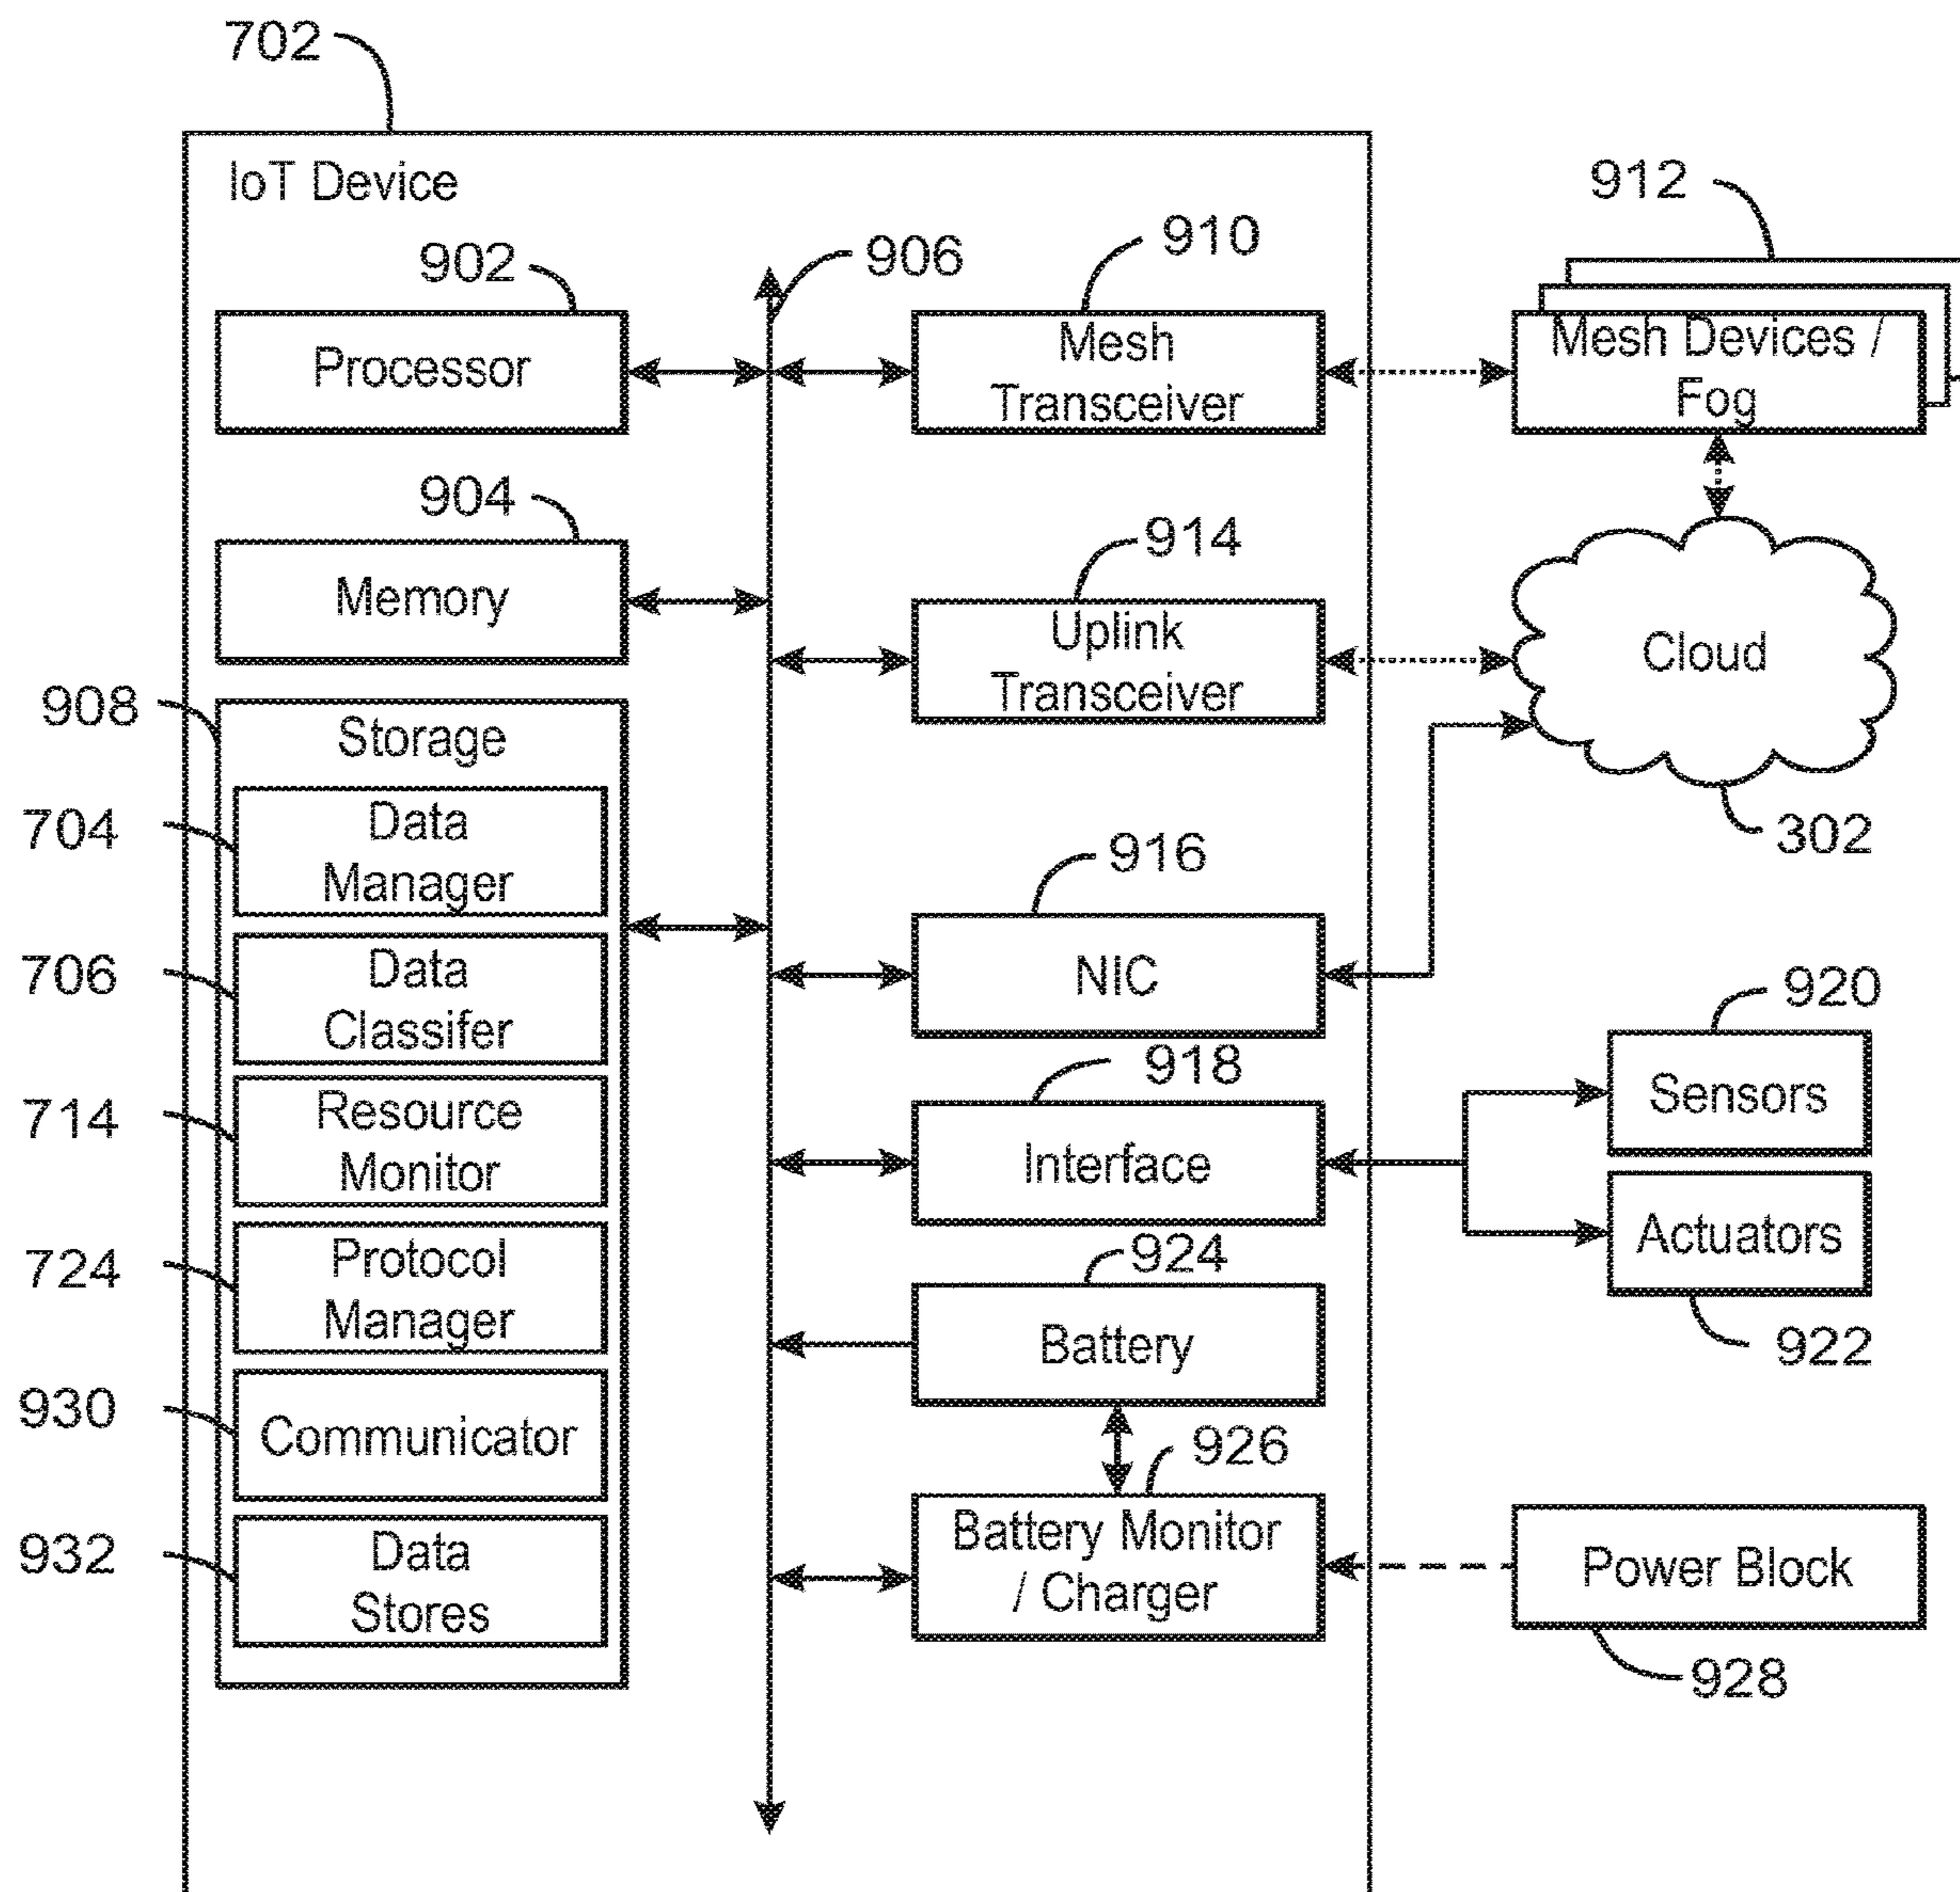 702
IoT Device
912
910
906
902
Processor
Mesh
Transceiver
Mesh Devices /
Fog
904
Memory
914
Uplink
Transceiver
Cloud
302
908
Storage
704
Data
Manager
706
Data
Classifer
714
Resource
Monitor
724
Protocol
Manager
930
Communicator
932
Data
Stores
916
NIC
918
Interface
920
Sensors
Actuators
922
924
Battery
926
Battery Monitor
/ Charger
Power Block
928